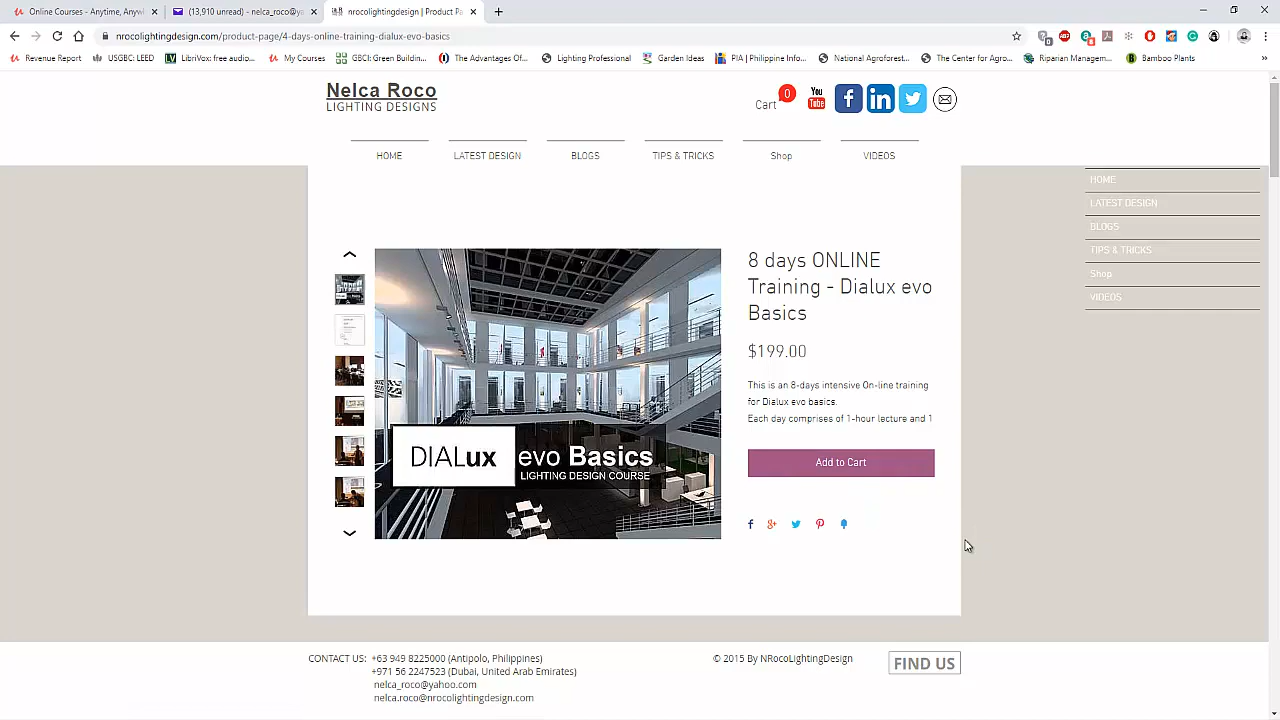 Online Courses - Anytime, Anyw
(13,910 unread) - nelca_roco@ya
nrocolightingdesign | Product Pa
nrocolightingdesign.com/product-page/4-days-online-training-dialux-evo-basics
Revenue Report
USGBC: LEED
LibriVox: free audio...
My Courses
GBCI: Green Buildin...
The Advantages Of...
Lighting Professional
Garden Ideas
PIA | Philippine Info...
National Agroforest...
The Center for Agro...
Riparian Managem...
Bamboo Plants
Nelca Roco
LIGHTING DESIGNS
Cart 0
You Tube
HOME
LATEST DESIGN
BLOGS
TIPS & TRICKS
Shop
VIDEOS
HOME
LATEST DESIGN
BLOGS
TIPS & TRICKS
Shop
VIDEOS
DIALux evo Basics
LIGHTING DESIGN COURSE
8 days ONLINE
Training - Dialux evo
Basics
$199.00
This is an 8-days intensive On-line training
for Dialux evo basics.
Each day comprises of 1-hour lecture and 1
Add to Cart
CONTACT US: +63 949 8225000 (Antipolo, Philippines)
+971 56 2247523 (Dubai, United Arab Emirates)
nelca_roco@yahoo.com
nelca.roco@nrocolightingdesign.com
© 2015 By NRocoLightingDesign
FIND US